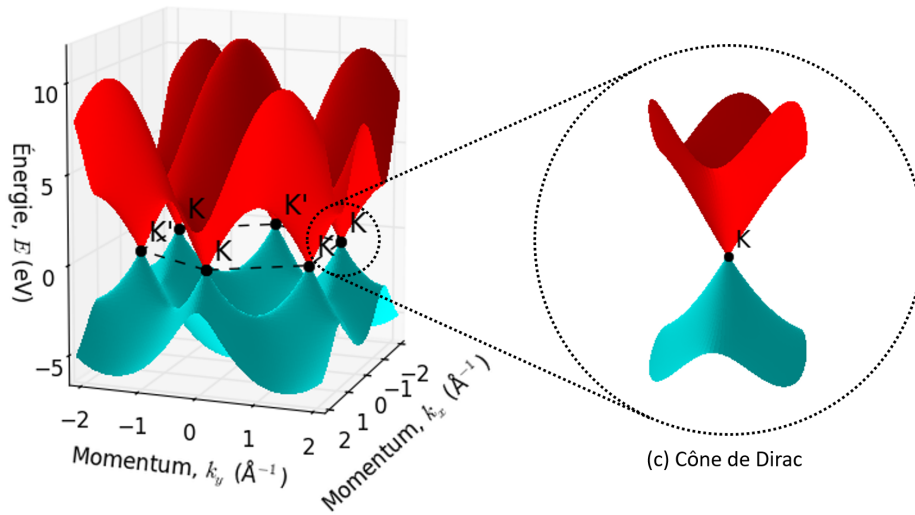 10
5
0
−5
Énergie, E (eV)
K'
K
K
K'
K
K
−2
−1
0
1
2
Momentum, k_y (Å⁻¹)
2
1
0
−1
−2
Momentum, k_x (Å⁻¹)
K
(c) Cône de Dirac